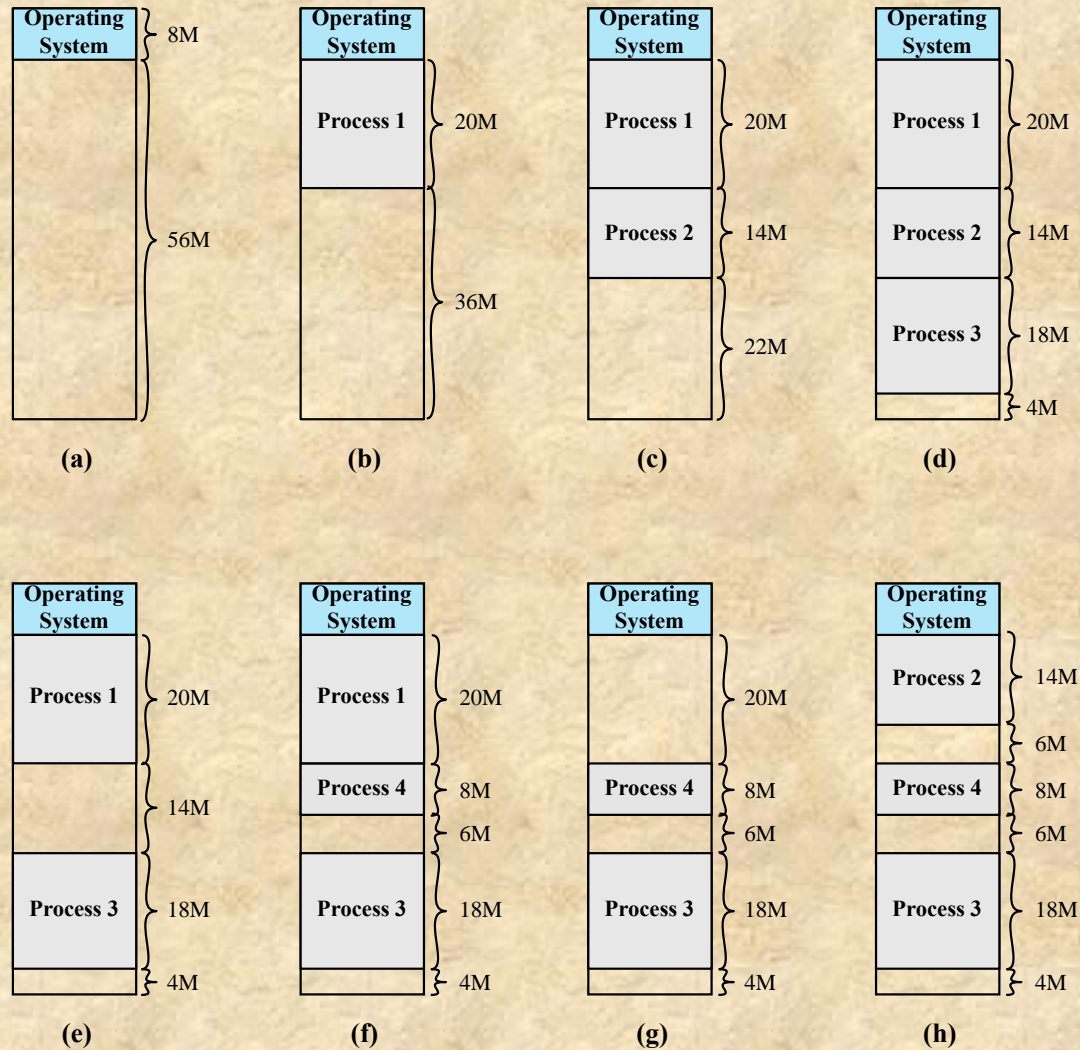 Operating
System
8M
56M
(a)
Operating
System
Process 1
20M
36M
(b)
Operating
System
Process 1
20M
Process 2
14M
22M
(c)
Operating
System
Process 1
20M
Process 2
14M
Process 3
18M
4M
(d)
Operating
System
Process 1
20M
14M
Process 3
18M
4M
(e)
Operating
System
Process 1
20M
Process 4
8M
6M
Process 3
18M
4M
(f)
Operating
System
20M
Process 4
8M
6M
Process 3
18M
4M
(g)
Operating
System
Process 2
14M
6M
Process 4
8M
6M
Process 3
18M
4M
(h)